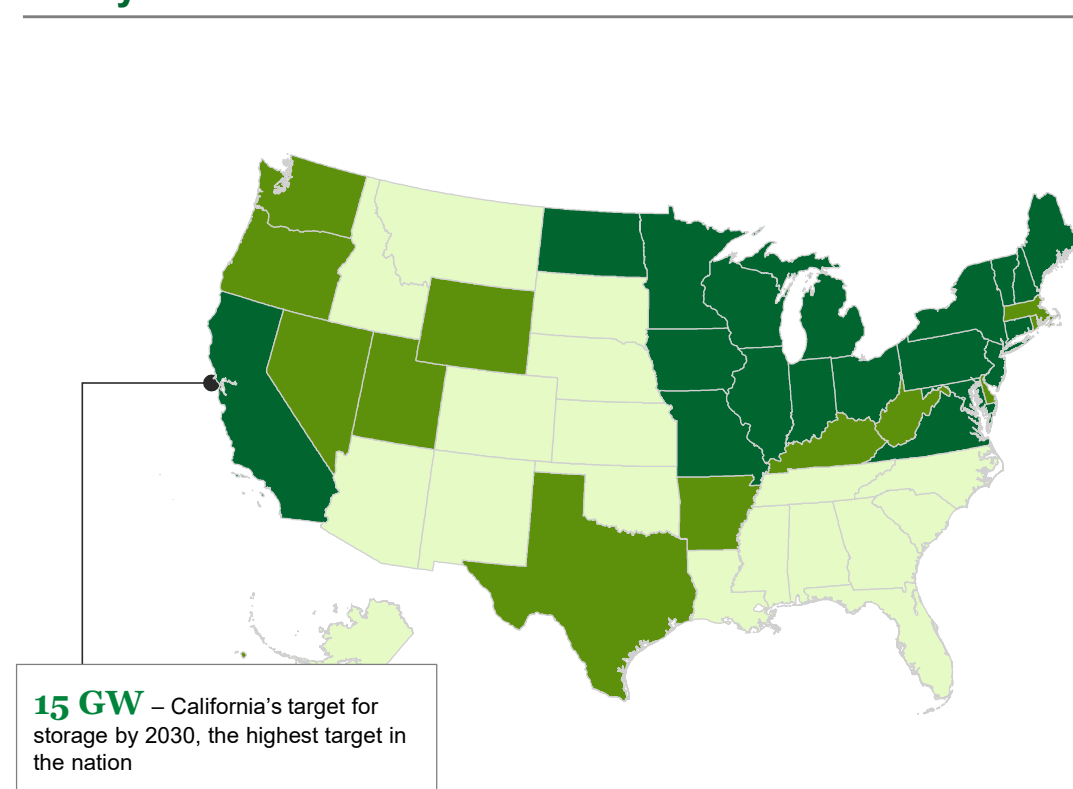 15 GW – California’s target for
storage by 2030, the highest target in
the nation